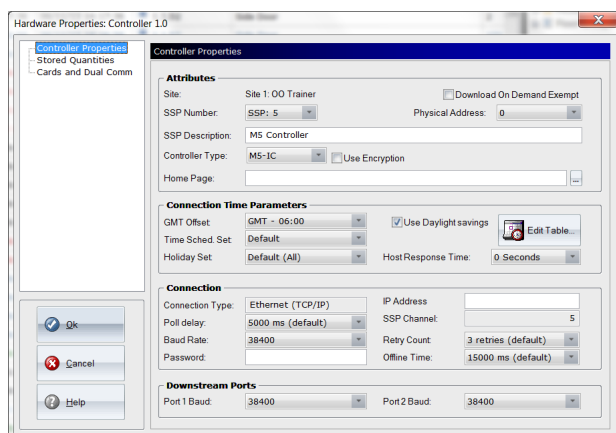 Hardware Properties: Controller 1.0
Controller Properties
Stored Quantities
Cards and Dual Comm
Ok
Cancel
Help
Controller Properties
Attributes
Site: Site 1: OO Trainer Download On Demand Exempt
SSP Number: SSP: 5 Physical Address: 0
SSP Description: M5 Controller
Controller Type: M5-IC Use Encryption
Home Page: ...
Connection Time Parameters
GMT Offset: GMT - 06:00 Use Daylight savings Edit Table...
Time Sched. Set: Default
Holiday Set: Default (All) Host Response Time: 0 Seconds
Connection
Connection Type: Ethernet (TCP/IP) IP Address
Poll delay: 5000 ms (default) SSP Channel: 5
Baud Rate: 38400 Retry Count: 3 retries (default)
Password: Offline Time: 15000 ms (default)
Downstream Ports
Port 1 Baud: 38400 Port 2 Baud: 38400